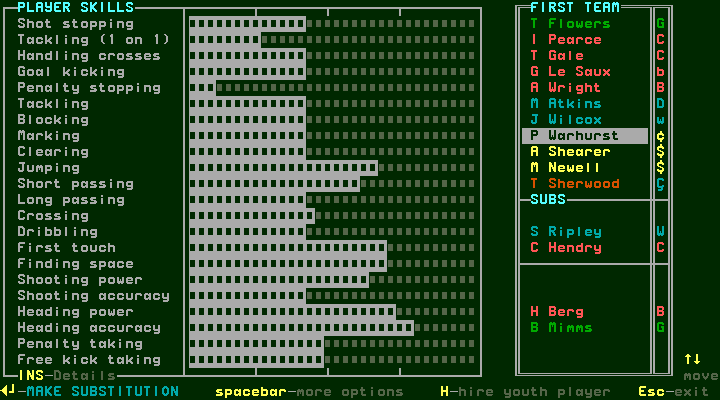 PLAYER SKILLS
Shot stopping
Tackling (1 on 1)
Handling crosses
Goal kicking
Penalty stopping
Tackling
Blocking
Marking
Clearing
Jumping
Short passing
Long passing
Crossing
Dribbling
First touch
Finding space
Shooting power
Shooting accuracy
Heading power
Heading accuracy
Penalty taking
Free kick taking
INS-Details
FIRST TEAM
T Flowers G
I Pearce C
T Gale C
G Le Saux b
A Wright B
M Atkins D
J Wilcox w
P Warhurst ¢
A Shearer $
M Newell $
T Sherwood Ç
SUBS
S Ripley W
C Hendry C
H Berg B
B Mimms G
↑↓
move
↵-MAKE SUBSTITUTION spacebar-more options H-hire youth player Esc-exit